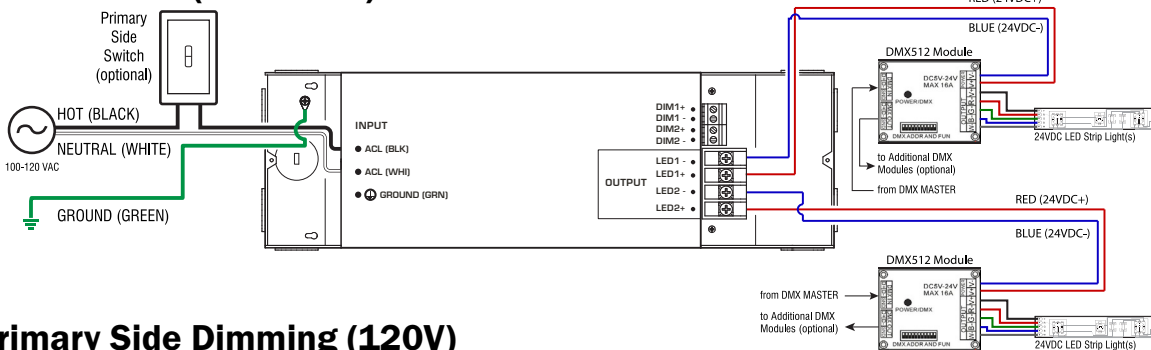 RED (24VDC+)
BLUE (24VDC-)
Primary
Side
Switch
(optional)
HOT (BLACK)
NEUTRAL (WHITE)
100-120 VAC
GROUND (GREEN)
INPUT
ACL (BLK)
ACL (WHI)
GROUND (GRN)
DIM1+
DIM1 -
DIM2+
DIM2 -
OUTPUT
LED1 -
LED1+
LED2 -
LED2+
DMX512 Module
DC5V-24V
MAX 16A
POWER/DMX
POWER
OUTPUT
V+ V-
W B G R V+
DMX ADDR AND FUN
24VDC LED Strip Light(s)
to Additional DMX
Modules (optional)
from DMX MASTER
RED (24VDC+)
BLUE (24VDC-)
DMX512 Module
DC5V-24V
MAX 16A
POWER/DMX
POWER
OUTPUT
V+ V-
W B G R V+
DMX ADDR AND FUN
24VDC LED Strip Light(s)
from DMX MASTER
to Additional DMX
Modules (optional)
rimary Side Dimming (120V)